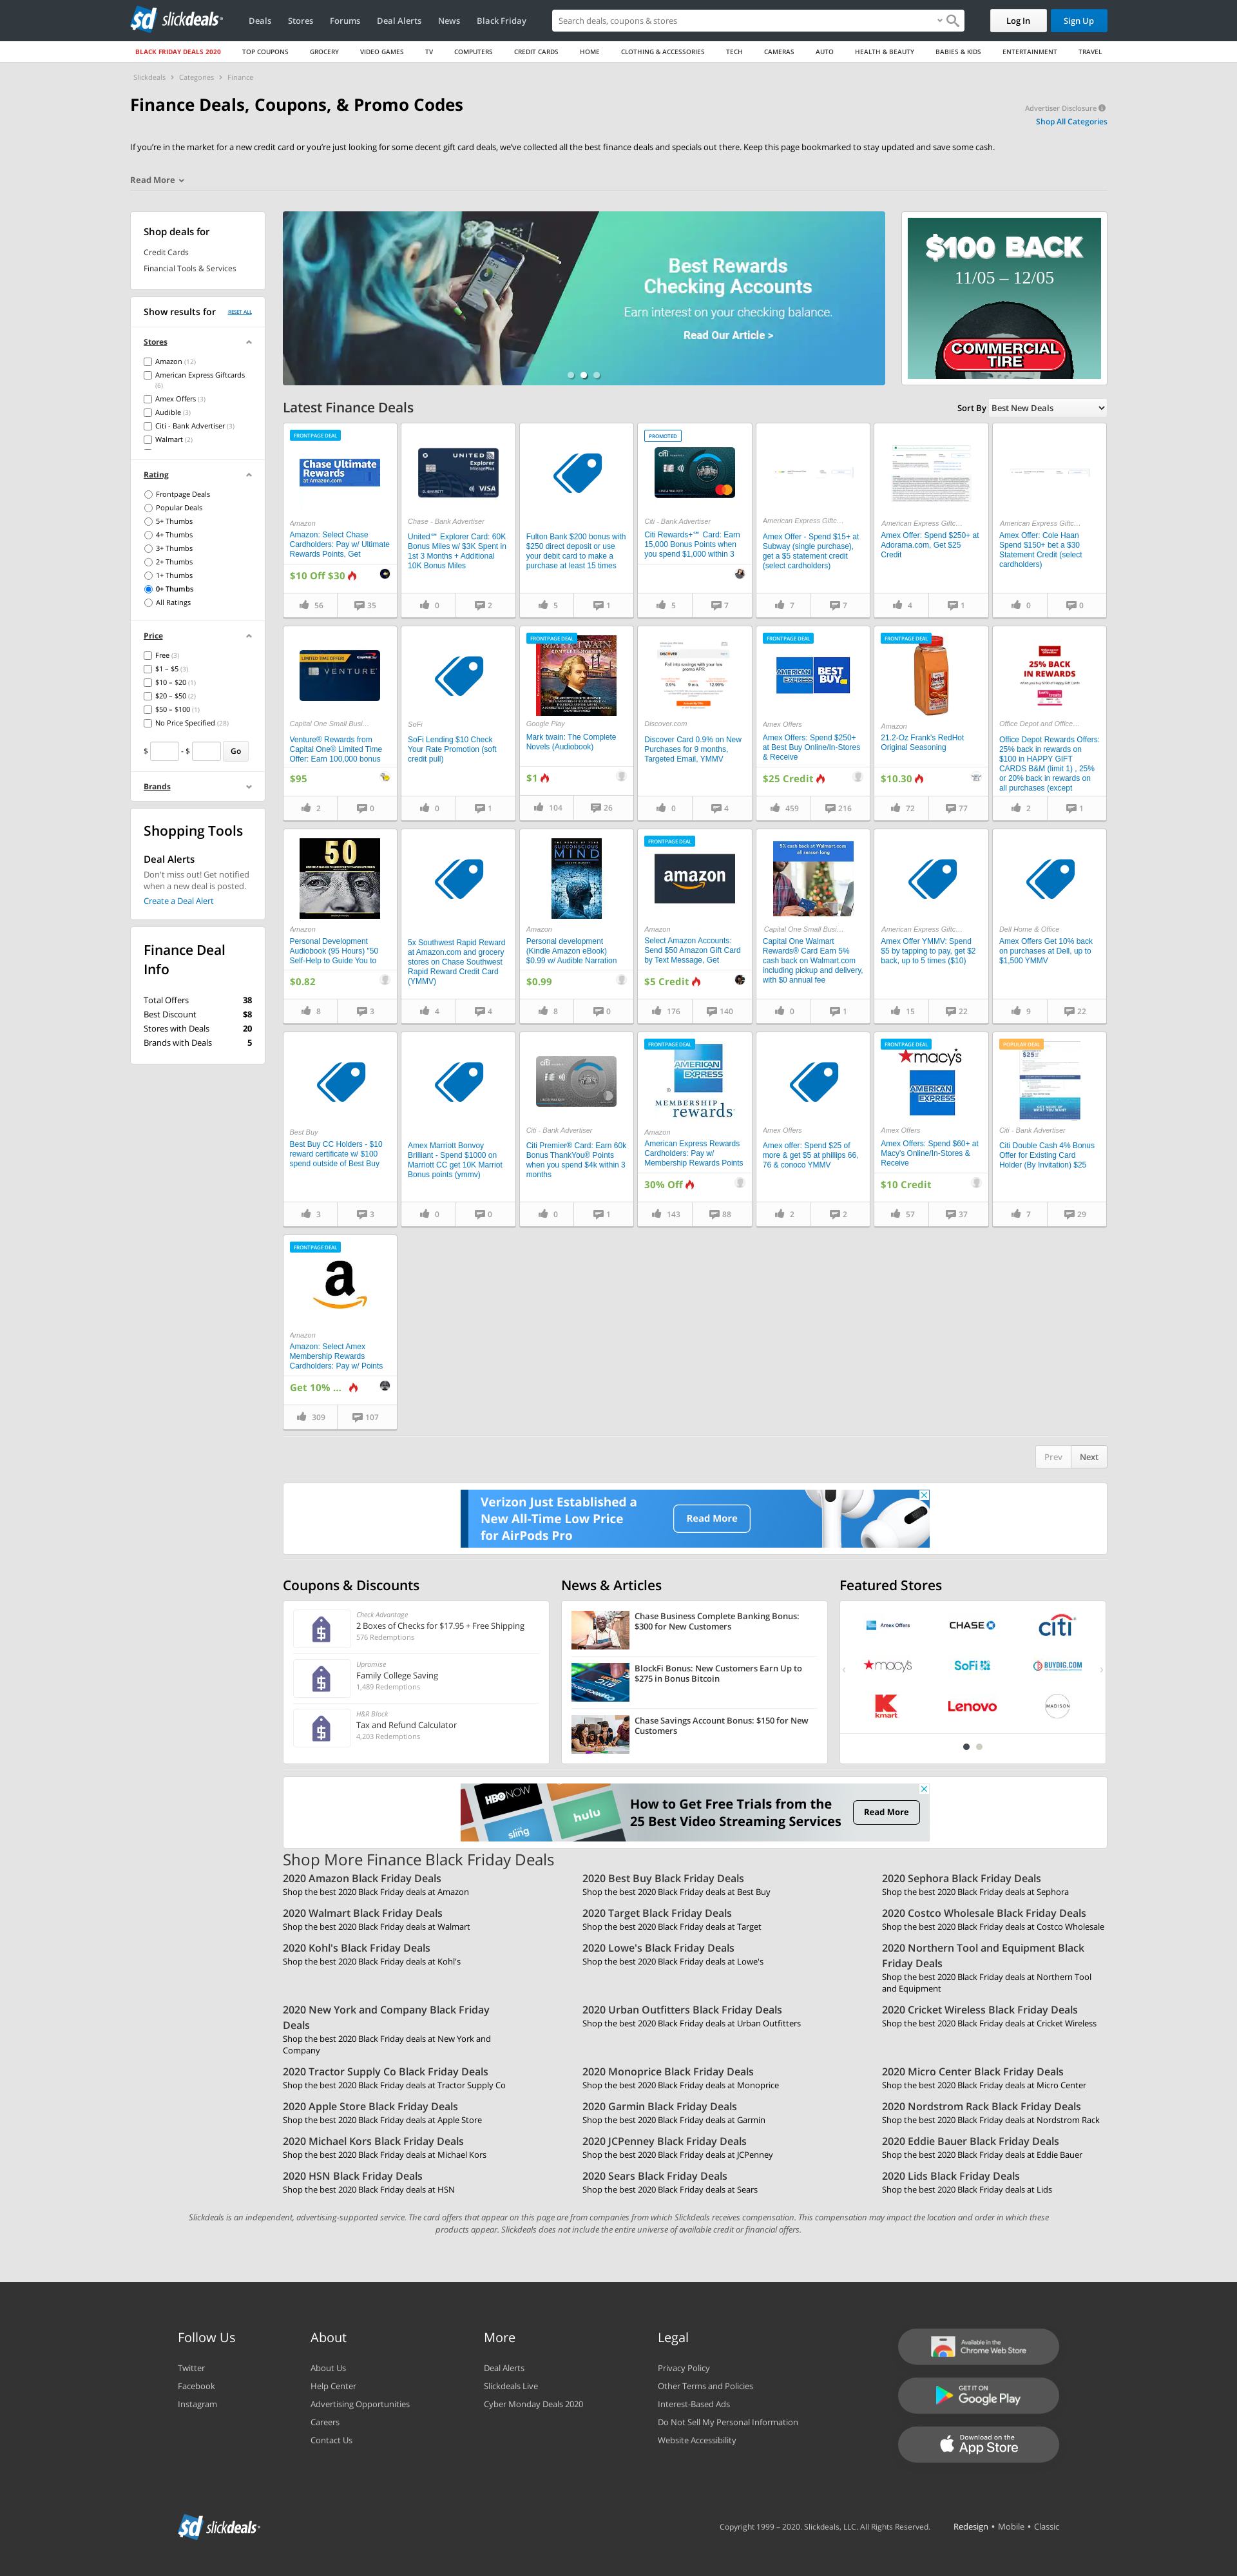 slickdeals
Deals
Stores
Forums
Deal Alerts
News
Black Friday
Search deals, coupons & stores
Log In
Sign Up
BLACK FRIDAY DEALS 2020
TOP COUPONS
GROCERY
VIDEO GAMES
TV
COMPUTERS
CREDIT CARDS
HOME
CLOTHING & ACCESSORIES
TECH
CAMERAS
AUTO
HEALTH & BEAUTY
BABIES & KIDS
ENTERTAINMENT
TRAVEL
Slickdeals > Categories > Finance
Finance Deals, Coupons, & Promo Codes
Advertiser Disclosure
Shop All Categories
If you're in the market for a new credit card or you're just looking for some decent gift card deals, we've collected all the best finance deals and specials out there. Keep this page bookmarked to stay updated and save some cash.
Read More
Shop deals for
Credit Cards
Financial Tools & Services
Show results for
RESET ALL
Stores
Amazon (12)
American Express Giftcards
(6)
Amex Offers (3)
Audible (3)
Citi - Bank Advertiser (3)
Walmart (2)
Rating
Frontpage Deals
Popular Deals
5+ Thumbs
4+ Thumbs
3+ Thumbs
2+ Thumbs
1+ Thumbs
0+ Thumbs
All Ratings
Price
Free (3)
$1 – $5 (3)
$10 – $20 (1)
$20 – $50 (2)
$50 – $100 (1)
No Price Specified (28)
$ - $ Go
Brands
Shopping Tools
Deal Alerts
Don't miss out! Get notified
when a new deal is posted.
Create a Deal Alert
Finance Deal
Info
Total Offers 38
Best Discount $8
Stores with Deals 20
Brands with Deals 5
Best Rewards
Checking Accounts
Earn interest on your checking balance.
Read Our Article >
$100 BACK
11/05 – 12/05
COMMERCIAL
TIRE
Latest Finance Deals
Sort By Best New Deals
FRONTPAGE DEAL
Chase Ultimate
Rewards
at Amazon.com
Amazon
Amazon: Select Chase
Cardholders: Pay w/ Ultimate
Rewards Points, Get
$10 Off $30
56 35
UNITED
Explorer
VISA
Chase - Bank Advertiser
United℠ Explorer Card: 60K
Bonus Miles w/ $3K Spent in
1st 3 Months + Additional
10K Bonus Miles
0 2
Fulton Bank $200 bonus with
$250 direct deposit or use
your debit card to make a
purchase at least 15 times
5 1
PROMOTED
citi
Citi - Bank Advertiser
Citi Rewards+℠ Card: Earn
15,000 Bonus Points when
you spend $1,000 within 3
5 7
American Express Giftc...
Amex Offer - Spend $15+ at
Subway (single purchase),
get a $5 statement credit
(select cardholders)
7 7
American Express Giftc...
Amex Offer: Spend $250+ at
Adorama.com, Get $25
Credit
4 1
American Express Giftc...
Amex Offer: Cole Haan
Spend $150+ bet a $30
Statement Credit (select
cardholders)
0 0
LIMITED TIME OFFER!
Capital One
VENTURE
Capital One Small Busi...
Venture® Rewards from
Capital One® Limited Time
Offer: Earn 100,000 bonus
$95
2 0
SoFi
SoFi Lending $10 Check
Your Rate Promotion (soft
credit pull)
0 1
FRONTPAGE DEAL
MARK TWAIN
Google Play
Mark twain: The Complete
Novels (Audiobook)
$1
104 26
DISCOVER
Discover.com
Discover Card 0.9% on New
Purchases for 9 months,
Targeted Email, YMMV
0 4
FRONTPAGE DEAL
AMERICAN EXPRESS
BEST BUY
Amex Offers
Amex Offers: Spend $250+
at Best Buy Online/In-Stores
& Receive
$25 Credit
459 216
FRONTPAGE DEAL
Amazon
21.2-Oz Frank's RedHot
Original Seasoning
$10.30
72 77
25% BACK
IN REWARDS
Office Depot and Office...
Office Depot Rewards Offers:
25% back in rewards on
$100 in HAPPY GIFT
CARDS B&M (limit 1) , 25%
or 20% back in rewards on
all purchases (except
2 1
50
Amazon
Personal Development
Audiobook (95 Hours) "50
Self-Help to Guide You to
$0.82
8 3
5x Southwest Rapid Reward
at Amazon.com and grocery
stores on Chase Southwest
Rapid Reward Credit Card
(YMMV)
4 4
MIND
Amazon
Personal development
(Kindle Amazon eBook)
$0.99 w/ Audible Narration
$0.99
8 0
FRONTPAGE DEAL
amazon
Amazon
Select Amazon Accounts:
Send $50 Amazon Gift Card
by Text Message, Get
$5 Credit
176 140
5% cash back at Walmart.com
all season long
Capital One Small Busi...
Capital One Walmart
Rewards® Card Earn 5%
cash back on Walmart.com
including pickup and delivery,
with $0 annual fee
0 1
American Express Giftc...
Amex Offer YMMV: Spend
$5 by tapping to pay, get $2
back, up to 5 times ($10)
15 22
Dell Home & Office
Amex Offers Get 10% back
on purchases at Dell, up to
$1,500 YMMV
9 22
Best Buy
Best Buy CC Holders - $10
reward certificate w/ $100
spend outside of Best Buy
3 3
Amex Marriott Bonvoy
Brilliant - Spend $1000 on
Marriott CC get 10K Marriot
Bonus points (ymmv)
0 0
citi
Citi - Bank Advertiser
Citi Premier® Card: Earn 60k
Bonus ThankYou® Points
when you spend $4k within 3
months
0 1
FRONTPAGE DEAL
AMERICAN EXPRESS
MEMBERSHIP
rewards
Amazon
American Express Rewards
Cardholders: Pay w/
Membership Rewards Points
30% Off
143 88
Amex Offers
Amex offer: Spend $25 of
more & get $5 at phillips 66,
76 & conoco YMMV
2 2
FRONTPAGE DEAL
macy's
AMERICAN EXPRESS
Amex Offers
Amex Offers: Spend $60+ at
Macy's Online/In-Stores &
Receive
$10 Credit
57 37
POPULAR DEAL
Citi - Bank Advertiser
Citi Double Cash 4% Bonus
Offer for Existing Card
Holder (By Invitation) $25
7 29
FRONTPAGE DEAL
a
Amazon
Amazon: Select Amex
Membership Rewards
Cardholders: Pay w/ Points
Get 10% ...
309 107
Prev Next
Verizon Just Established a
New All-Time Low Price
for AirPods Pro
Read More
Coupons & Discounts
Check Advantage
2 Boxes of Checks for $17.95 + Free Shipping
576 Redemptions
Upromise
Family College Saving
1,489 Redemptions
H&R Block
Tax and Refund Calculator
4,203 Redemptions
News & Articles
Chase Business Complete Banking Bonus:
$300 for New Customers
BlockFi Bonus: New Customers Earn Up to
$275 in Bonus Bitcoin
Chase Savings Account Bonus: $150 for New
Customers
Featured Stores
Amex Offers
CHASE
citi
macy's
SoFi
BUYDIG.COM
kmart
Lenovo
MADISON
HBO NOW
hulu
sling
How to Get Free Trials from the
25 Best Video Streaming Services
Read More
Shop More Finance Black Friday Deals
2020 Amazon Black Friday Deals
Shop the best 2020 Black Friday deals at Amazon
2020 Best Buy Black Friday Deals
Shop the best 2020 Black Friday deals at Best Buy
2020 Sephora Black Friday Deals
Shop the best 2020 Black Friday deals at Sephora
2020 Walmart Black Friday Deals
Shop the best 2020 Black Friday deals at Walmart
2020 Target Black Friday Deals
Shop the best 2020 Black Friday deals at Target
2020 Costco Wholesale Black Friday Deals
Shop the best 2020 Black Friday deals at Costco Wholesale
2020 Kohl's Black Friday Deals
Shop the best 2020 Black Friday deals at Kohl's
2020 Lowe's Black Friday Deals
Shop the best 2020 Black Friday deals at Lowe's
2020 Northern Tool and Equipment Black
Friday Deals
Shop the best 2020 Black Friday deals at Northern Tool
and Equipment
2020 New York and Company Black Friday
Deals
Shop the best 2020 Black Friday deals at New York and
Company
2020 Urban Outfitters Black Friday Deals
Shop the best 2020 Black Friday deals at Urban Outfitters
2020 Cricket Wireless Black Friday Deals
Shop the best 2020 Black Friday deals at Cricket Wireless
2020 Tractor Supply Co Black Friday Deals
Shop the best 2020 Black Friday deals at Tractor Supply Co
2020 Monoprice Black Friday Deals
Shop the best 2020 Black Friday deals at Monoprice
2020 Micro Center Black Friday Deals
Shop the best 2020 Black Friday deals at Micro Center
2020 Apple Store Black Friday Deals
Shop the best 2020 Black Friday deals at Apple Store
2020 Garmin Black Friday Deals
Shop the best 2020 Black Friday deals at Garmin
2020 Nordstrom Rack Black Friday Deals
Shop the best 2020 Black Friday deals at Nordstrom Rack
2020 Michael Kors Black Friday Deals
Shop the best 2020 Black Friday deals at Michael Kors
2020 JCPenney Black Friday Deals
Shop the best 2020 Black Friday deals at JCPenney
2020 Eddie Bauer Black Friday Deals
Shop the best 2020 Black Friday deals at Eddie Bauer
2020 HSN Black Friday Deals
Shop the best 2020 Black Friday deals at HSN
2020 Sears Black Friday Deals
Shop the best 2020 Black Friday deals at Sears
2020 Lids Black Friday Deals
Shop the best 2020 Black Friday deals at Lids
Slickdeals is an independent, advertising-supported service. The card offers that appear on this page are from companies from which Slickdeals receives compensation. This compensation may impact the location and order in which these
products appear. Slickdeals does not include the entire universe of available credit or financial offers.
Follow Us
Twitter
Facebook
Instagram
About
About Us
Help Center
Advertising Opportunities
Careers
Contact Us
More
Deal Alerts
Slickdeals Live
Cyber Monday Deals 2020
Legal
Privacy Policy
Other Terms and Policies
Interest-Based Ads
Do Not Sell My Personal Information
Website Accessibility
Available in the
Chrome Web Store
GET IT ON
Google Play
Download on the
App Store
slickdeals
Copyright 1999 – 2020. Slickdeals, LLC. All Rights Reserved.
Redesign • Mobile • Classic